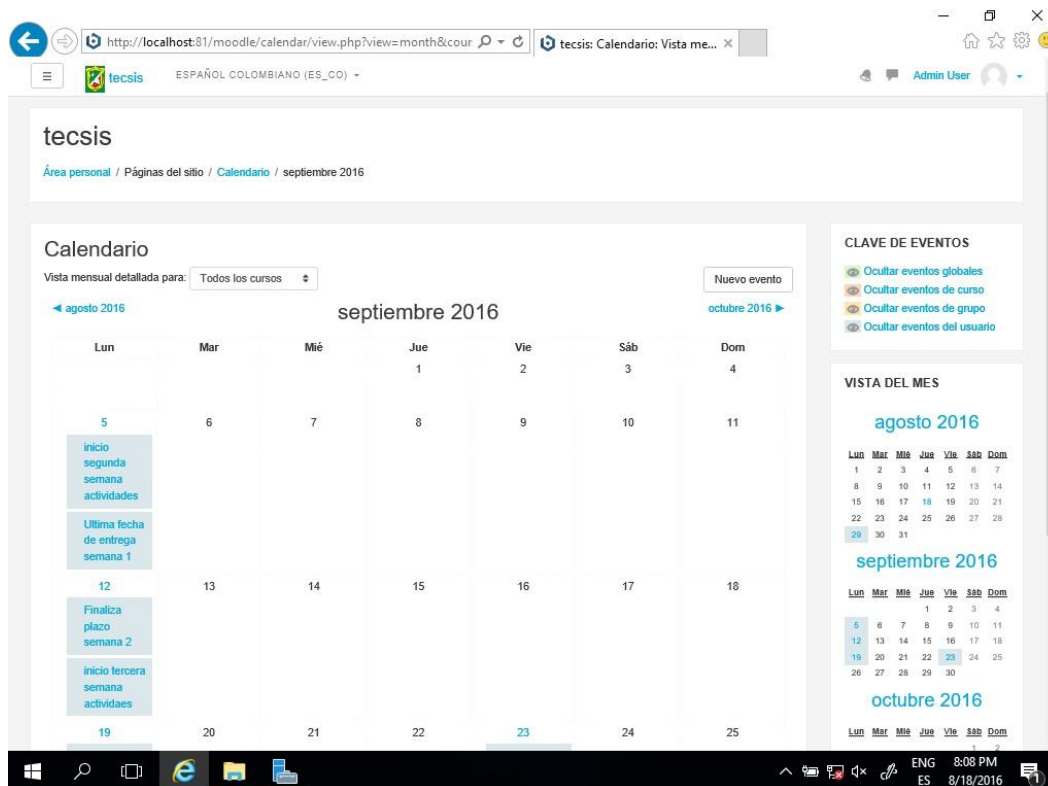 http://localhost:81/moodle/calendar/view.php?view=month&cour
tecsis: Calendario: Vista me...
tecsis
ESPAÑOL COLOMBIANO (ES_CO)
Admin User
tecsis
Área personal / Páginas del sitio / Calendario / septiembre 2016
Calendario
Vista mensual detallada para: Todos los cursos
Nuevo evento
◄ agosto 2016
septiembre 2016
octubre 2016 ►
Lun Mar Mié Jue Vie Sáb Dom
1 2 3 4
5 6 7 8 9 10 11
inicio
segunda
semana
actividades
Ultima fecha
de entrega
semana 1
12 13 14 15 16 17 18
Finaliza
plazo
semana 2
inicio tercera
semana
actividaes
19 20 21 22 23 24 25
CLAVE DE EVENTOS
Ocultar eventos globales
Ocultar eventos de curso
Ocultar eventos de grupo
Ocultar eventos del usuario
VISTA DEL MES
agosto 2016
Lun Mar Mié Jue Vie Sáb Dom
1 2 3 4 5 6 7
8 9 10 11 12 13 14
15 16 17 18 19 20 21
22 23 24 25 26 27 28
29 30 31
septiembre 2016
Lun Mar Mié Jue Vie Sáb Dom
1 2 3 4
5 6 7 8 9 10 11
12 13 14 15 16 17 18
19 20 21 22 23 24 25
26 27 28 29 30
octubre 2016
Lun Mar Mié Jue Vie Sáb Dom
1 2
ENG
ES
8:08 PM
8/18/2016
1